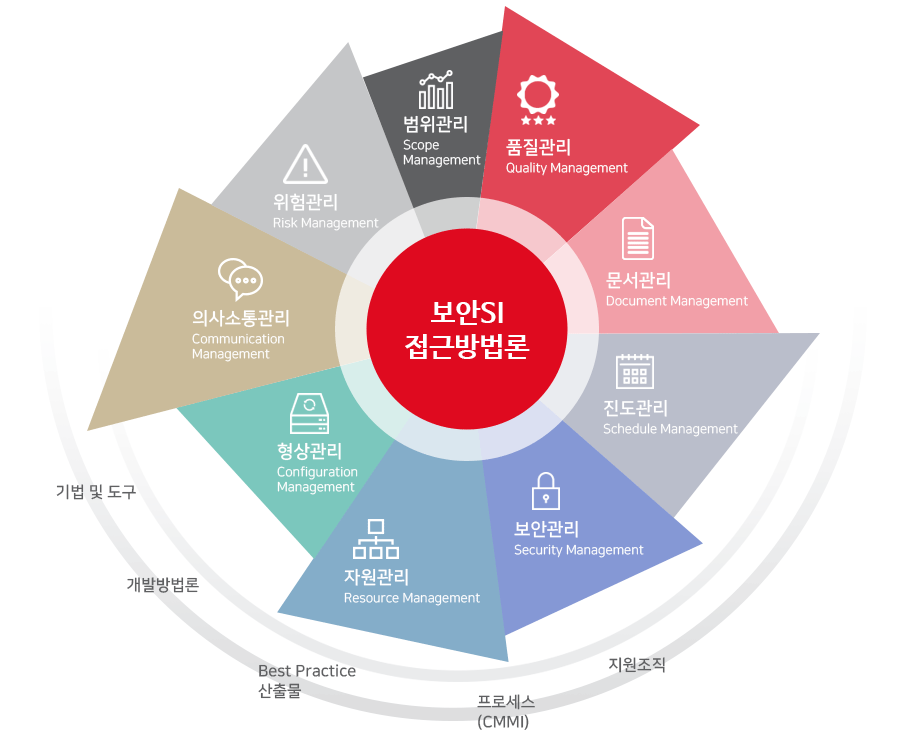 범위관리
Scope
Management
품질관리
Quality Management
위험관리
Risk Management
문서관리
Document Management
의사소통관리
Communication
Management
보안SI
접근방법론
진도관리
Schedule Management
형상관리
Configuration
Management
보안관리
Security Management
자원관리
Resource Management
기법 및 도구
개발방법론
Best Practice
산출물
프로세스
(CMMI)
지원조직